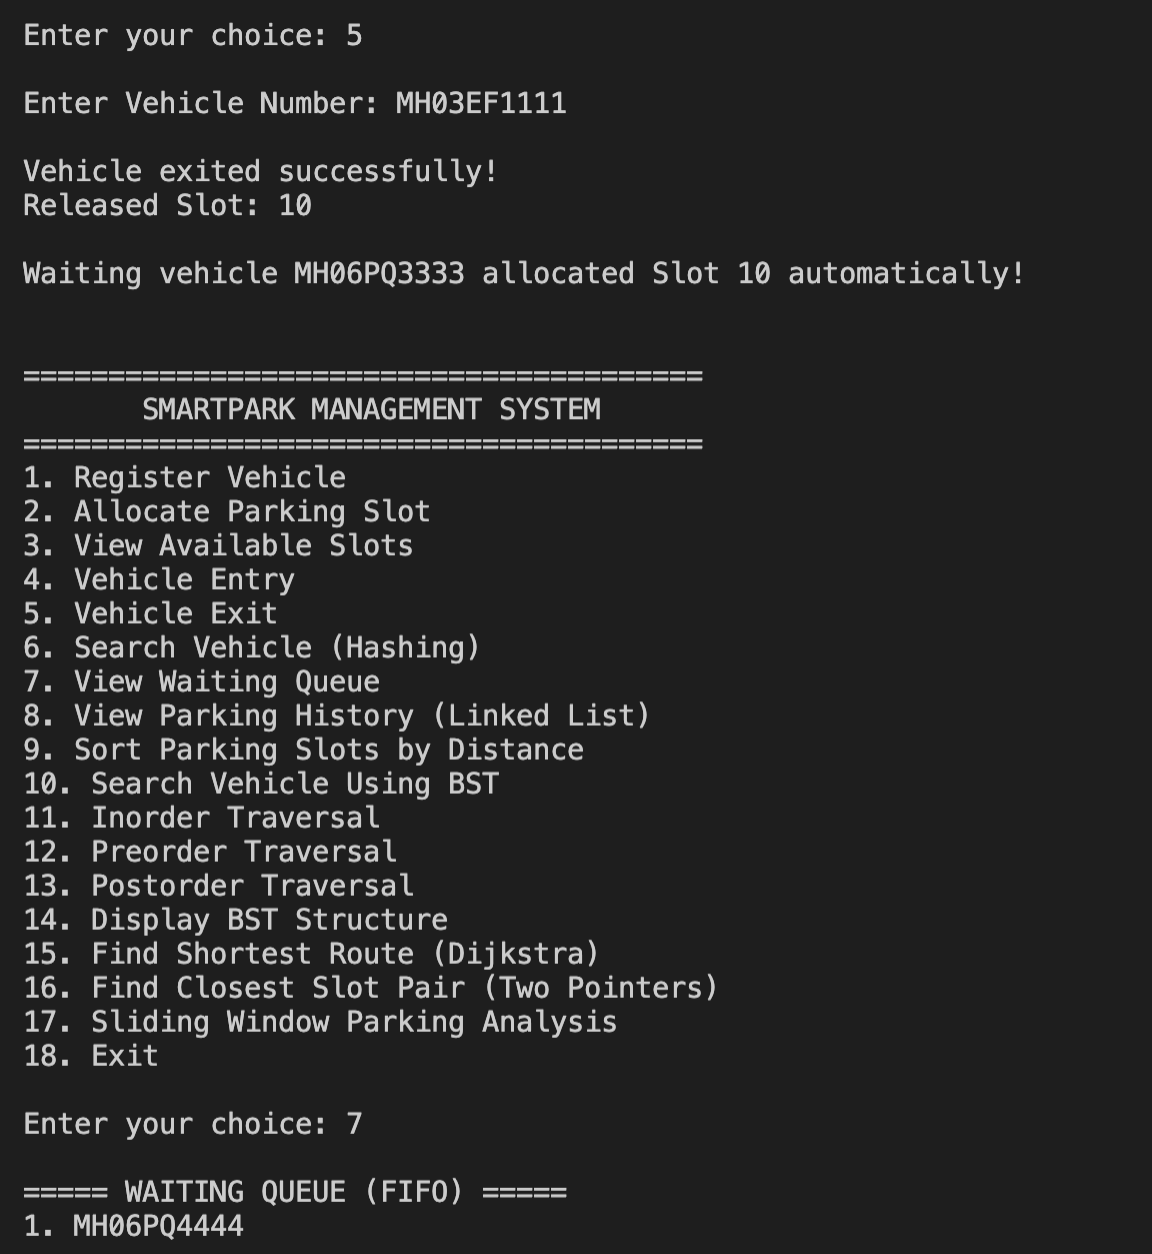 Enter your choice: 5
Enter Vehicle Number: MH03EF1111
Vehicle exited successfully!
Released Slot: 10
Waiting vehicle MH06PQ3333 allocated Slot 10 automatically!
========================================
SMARTPARK MANAGEMENT SYSTEM
========================================
1. Register Vehicle
2. Allocate Parking Slot
3. View Available Slots
4. Vehicle Entry
5. Vehicle Exit
6. Search Vehicle (Hashing)
7. View Waiting Queue
8. View Parking History (Linked List)
9. Sort Parking Slots by Distance
10. Search Vehicle Using BST
11. Inorder Traversal
12. Preorder Traversal
13. Postorder Traversal
14. Display BST Structure
15. Find Shortest Route (Dijkstra)
16. Find Closest Slot Pair (Two Pointers)
17. Sliding Window Parking Analysis
18. Exit
Enter your choice: 7
===== WAITING QUEUE (FIFO) =====
1. MH06PQ4444